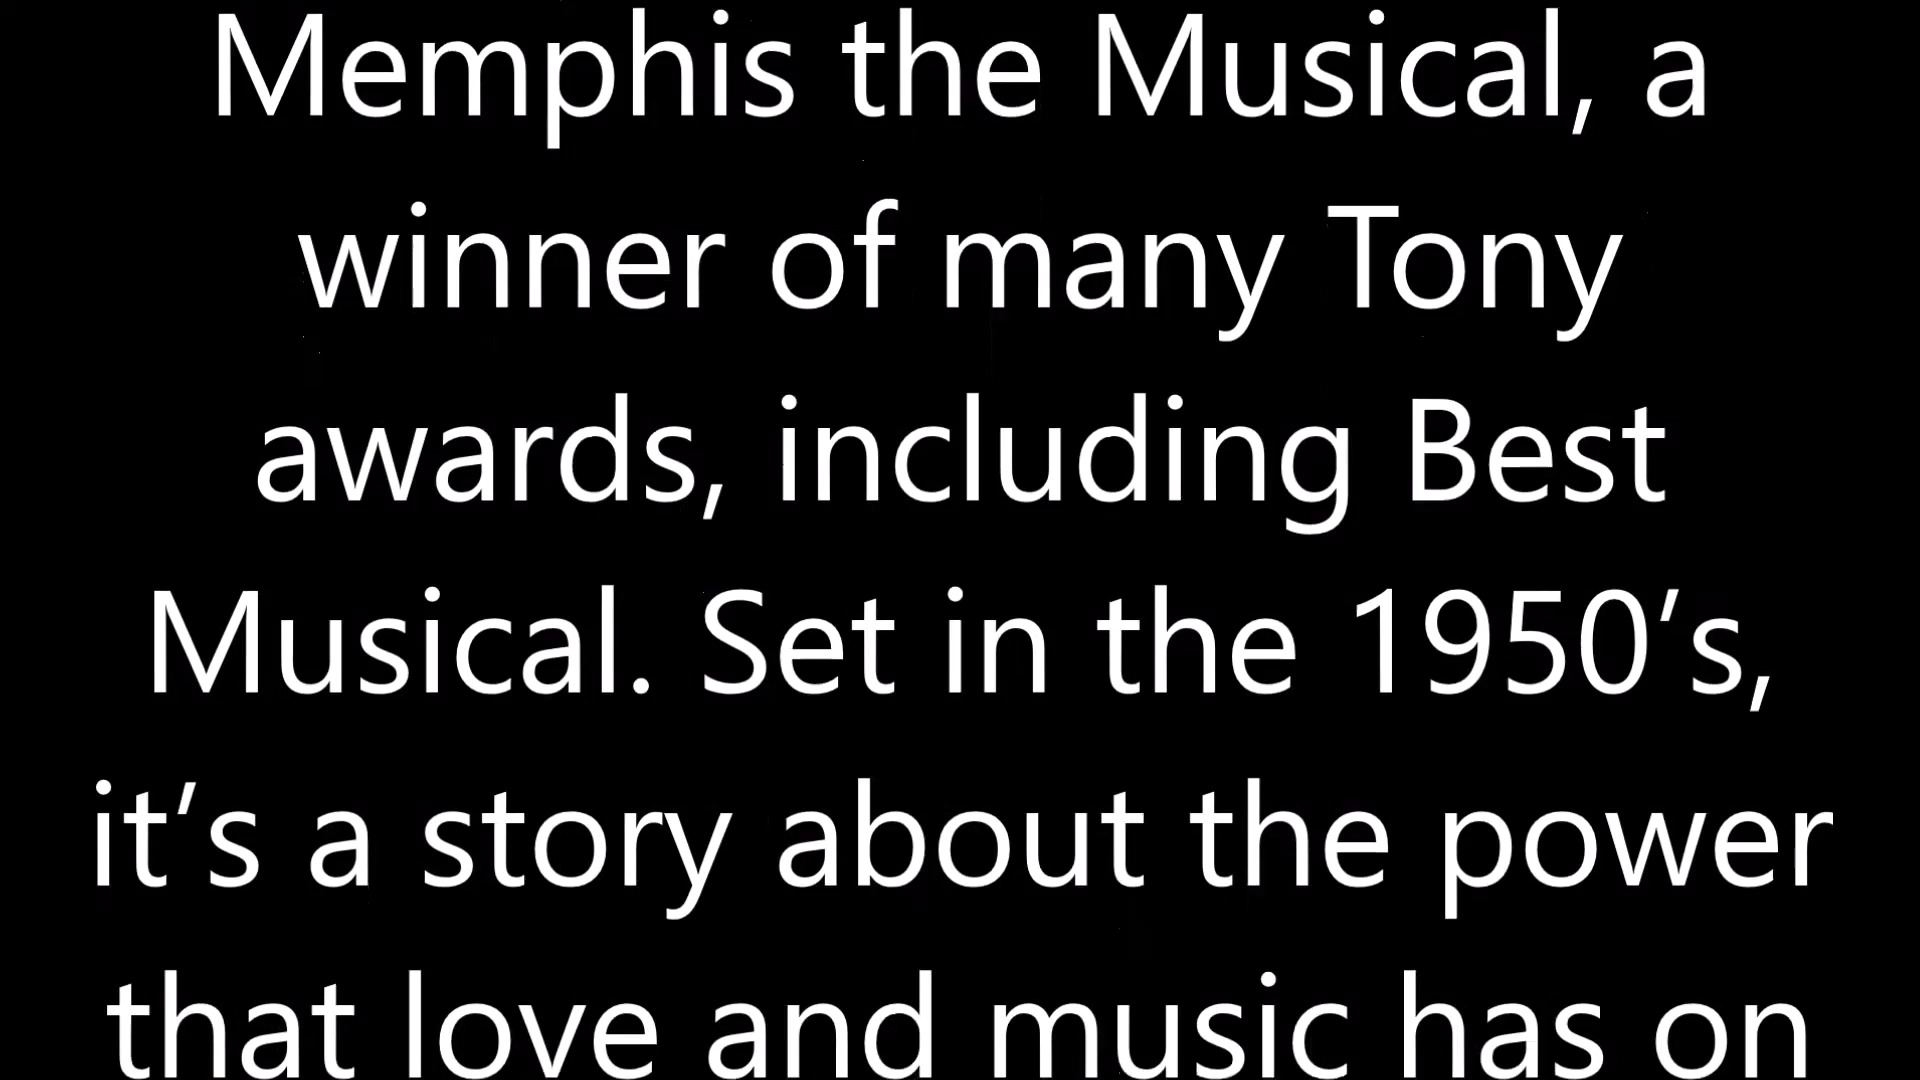 Memphis the Musical, a
winner of many Tony
awards, including Best
Musical. Set in the 1950’s,
it’s a story about the power
that love and music has on